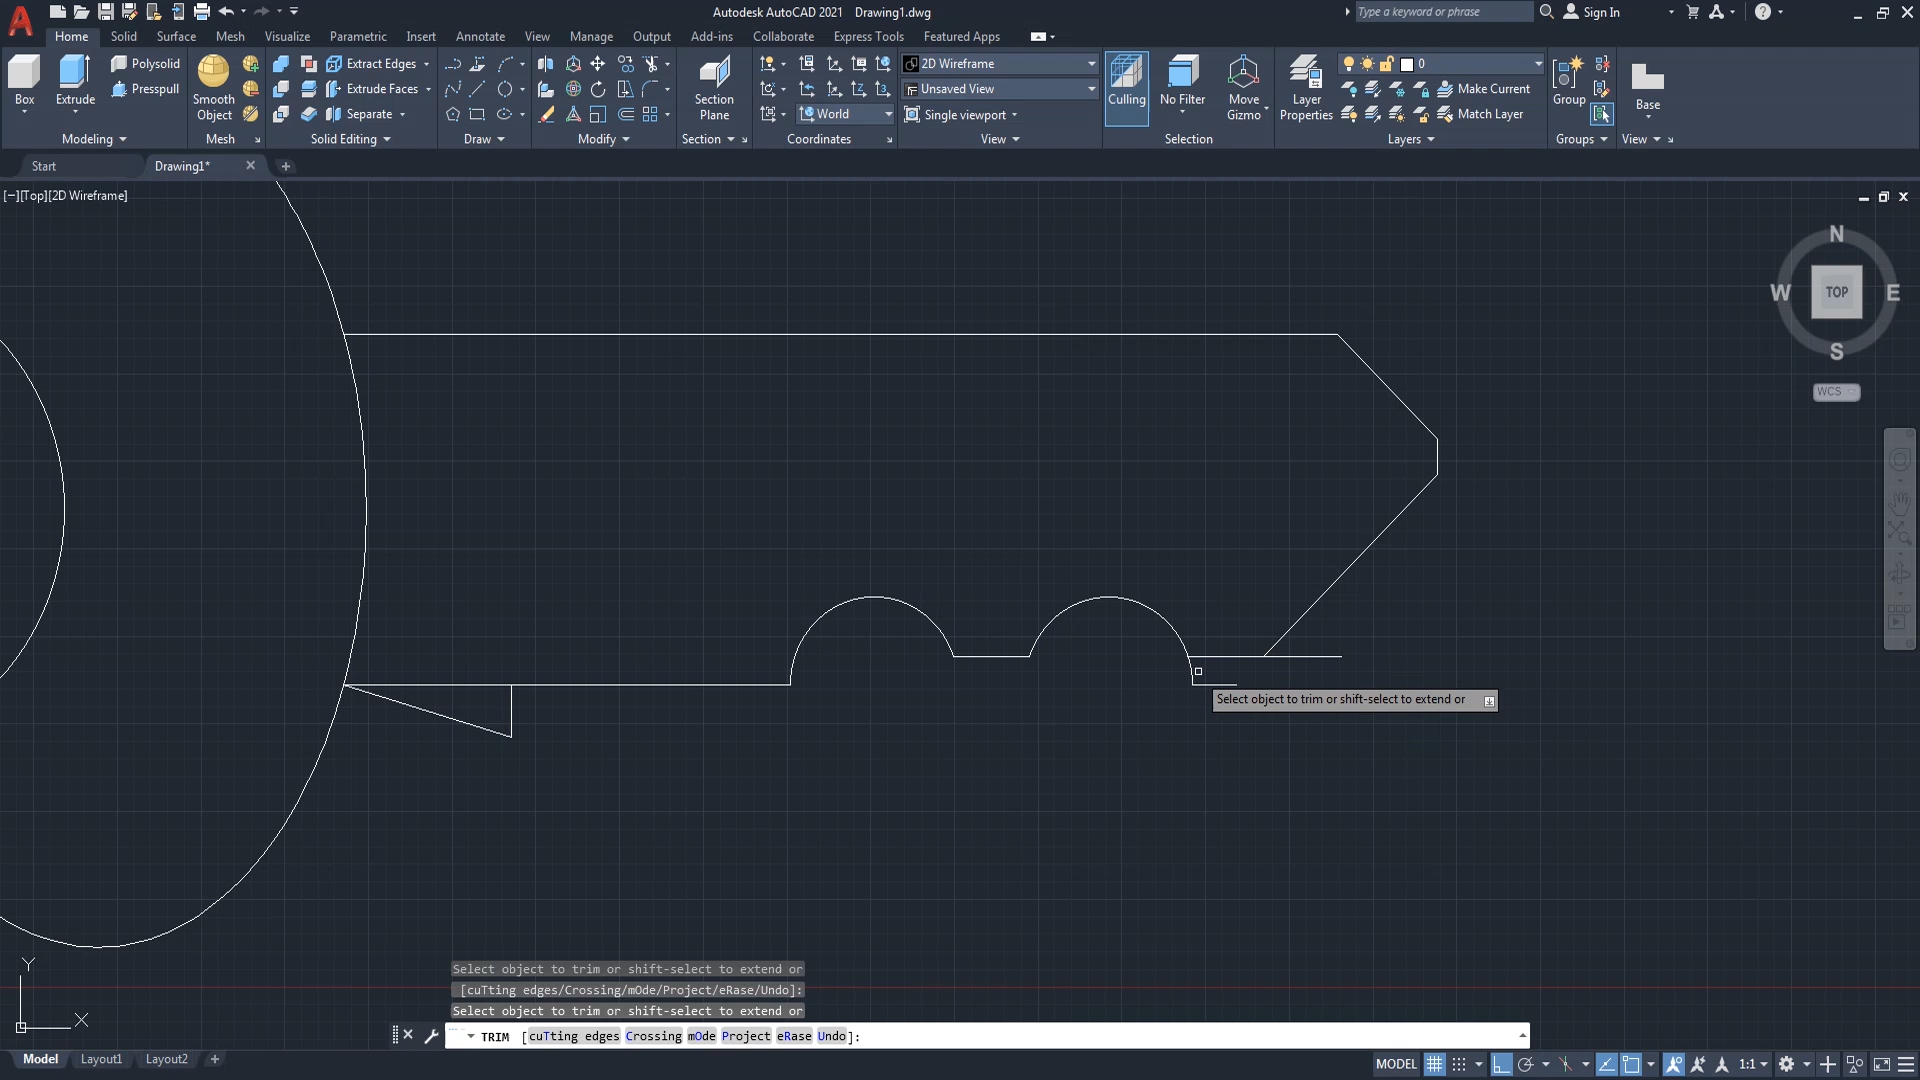 Autodesk AutoCAD 2021 Drawing1.dwg
Type a keyword or phrase
Sign In
Home Solid Surface Mesh Visualize Parametric Insert Annotate View Manage Output Add-ins Collaborate Express Tools Featured Apps
Box
Extrude
Polysolid
Presspull
Modeling
Smooth
Object
Mesh
Extract Edges
Extrude Faces
Separate
Solid Editing
Draw
Modify
Section
Plane
Section
World
Coordinates
2D Wireframe
Unsaved View
Single viewport
View
Culling
No Filter
Move
Gizmo
Selection
Layer
Properties
0
Make Current
Match Layer
Layers
Group
Groups
Base
View
Start
Drawing1*
[−][Top][2D Wireframe]
N
W
TOP
E
S
WCS
Select object to trim or shift-select to extend or
Y
X
Select object to trim or shift-select to extend or
[cuTting edges/Crossing/mOde/Project/eRase/Undo]:
Select object to trim or shift-select to extend or
TRIM [cuTting edges Crossing mOde Project eRase Undo]:
Model
Layout1
Layout2
MODEL
1:1